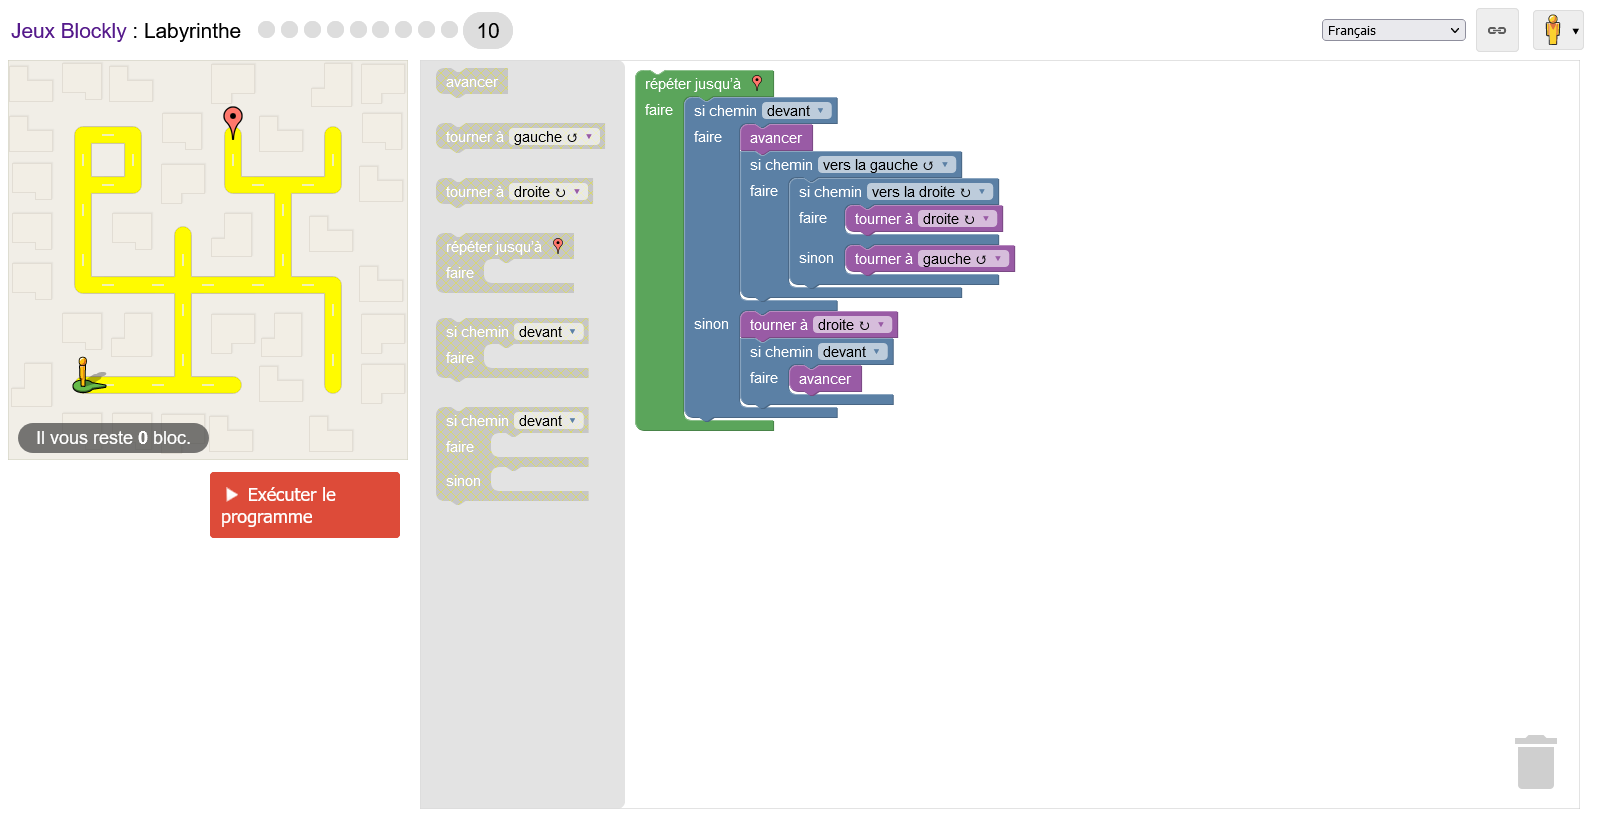 Jeux Blockly : Labyrinthe
10
Français
Il vous reste 0 bloc.
Exécuter le
programme
avancer
tourner à gauche ↺
tourner à droite ↻
répéter jusqu'à
faire
si chemin devant
faire
si chemin devant
faire
sinon
répéter jusqu'à
faire
si chemin devant
faire
avancer
si chemin vers la gauche ↺
faire
si chemin vers la droite ↻
faire
tourner à droite ↻
sinon
tourner à gauche ↺
sinon
tourner à droite ↻
si chemin devant
faire
avancer